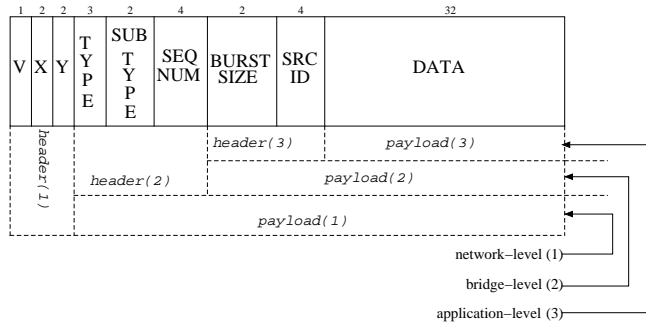 1 2 2 3 2 4 2 4 32
V X Y
TYPE
SUB
TYPE
SEQ
NUM
BURST
SIZE
SRC
ID
DATA
header(1)
header(3)
payload(3)
header(2)
payload(2)
payload(1)
network−level (1)
bridge−level (2)
application−level (3)